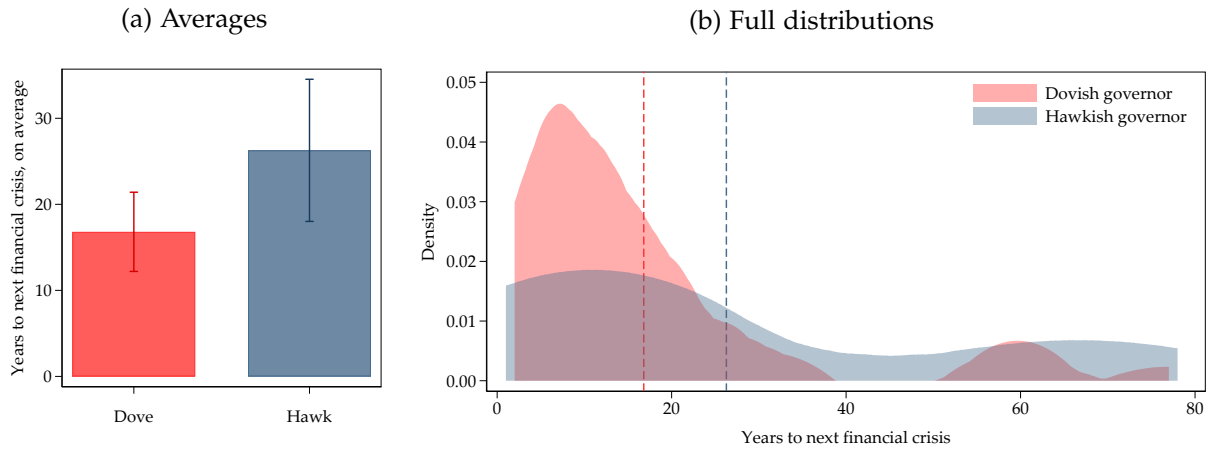 (a) Averages
Years to next financial crisis, on average
30
20
10
0
Dove
Hawk
(b) Full distributions
Density
0.05
0.04
0.03
0.02
0.01
0.00
0
20
40
60
80
Years to next financial crisis
Dovish governor
Hawkish governor